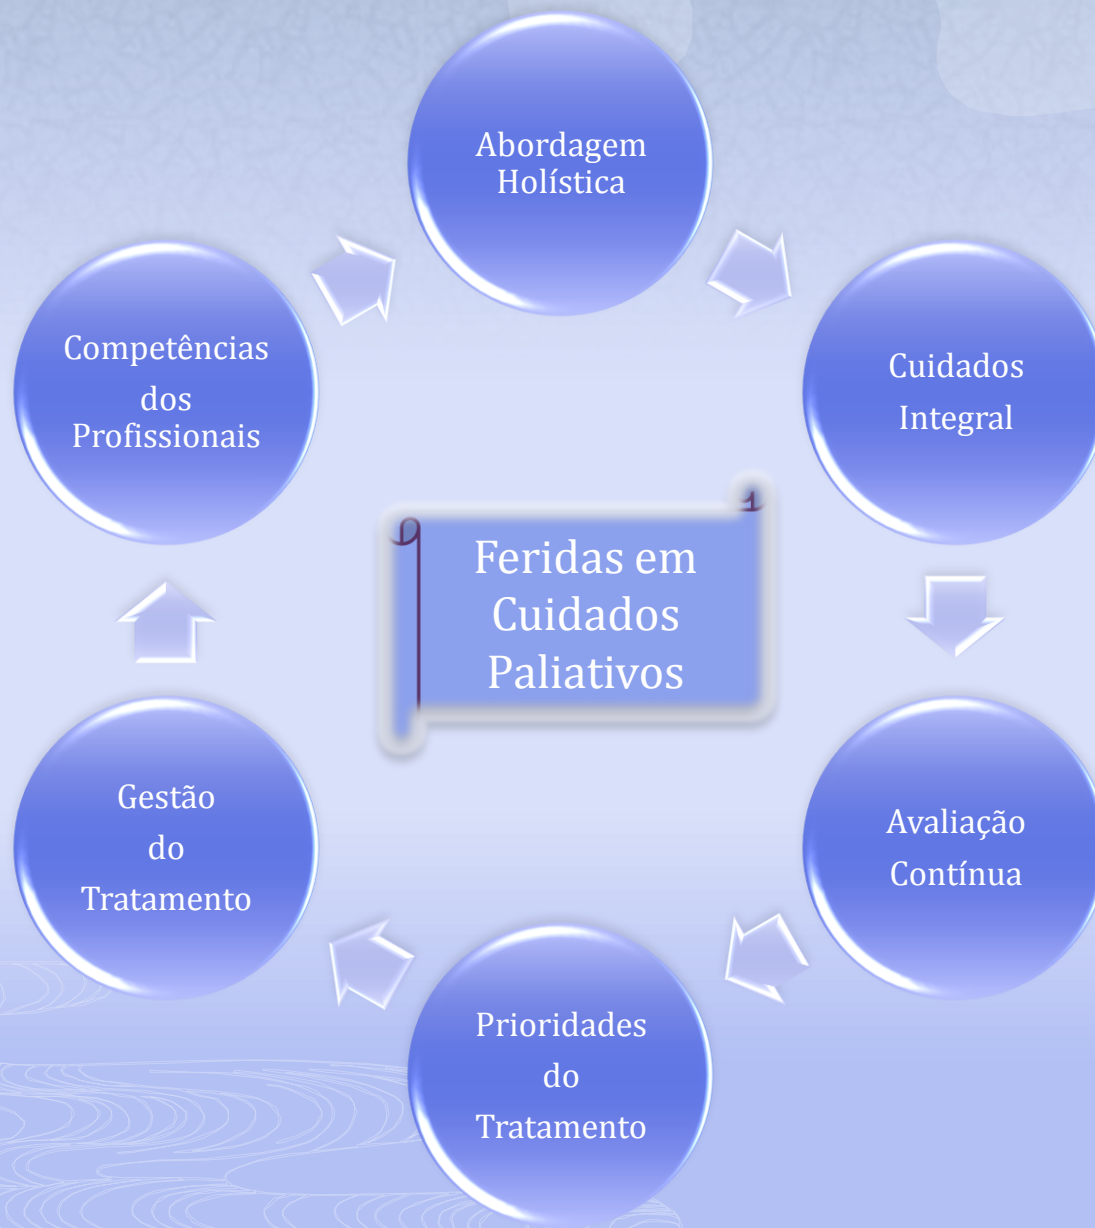 Abordagem
Holística
Cuidados
Integral
Avaliação
Contínua
Prioridades
do
Tratamento
Gestão
do
Tratamento
Competências
dos
Profissionais
Feridas em
Cuidados
Paliativos